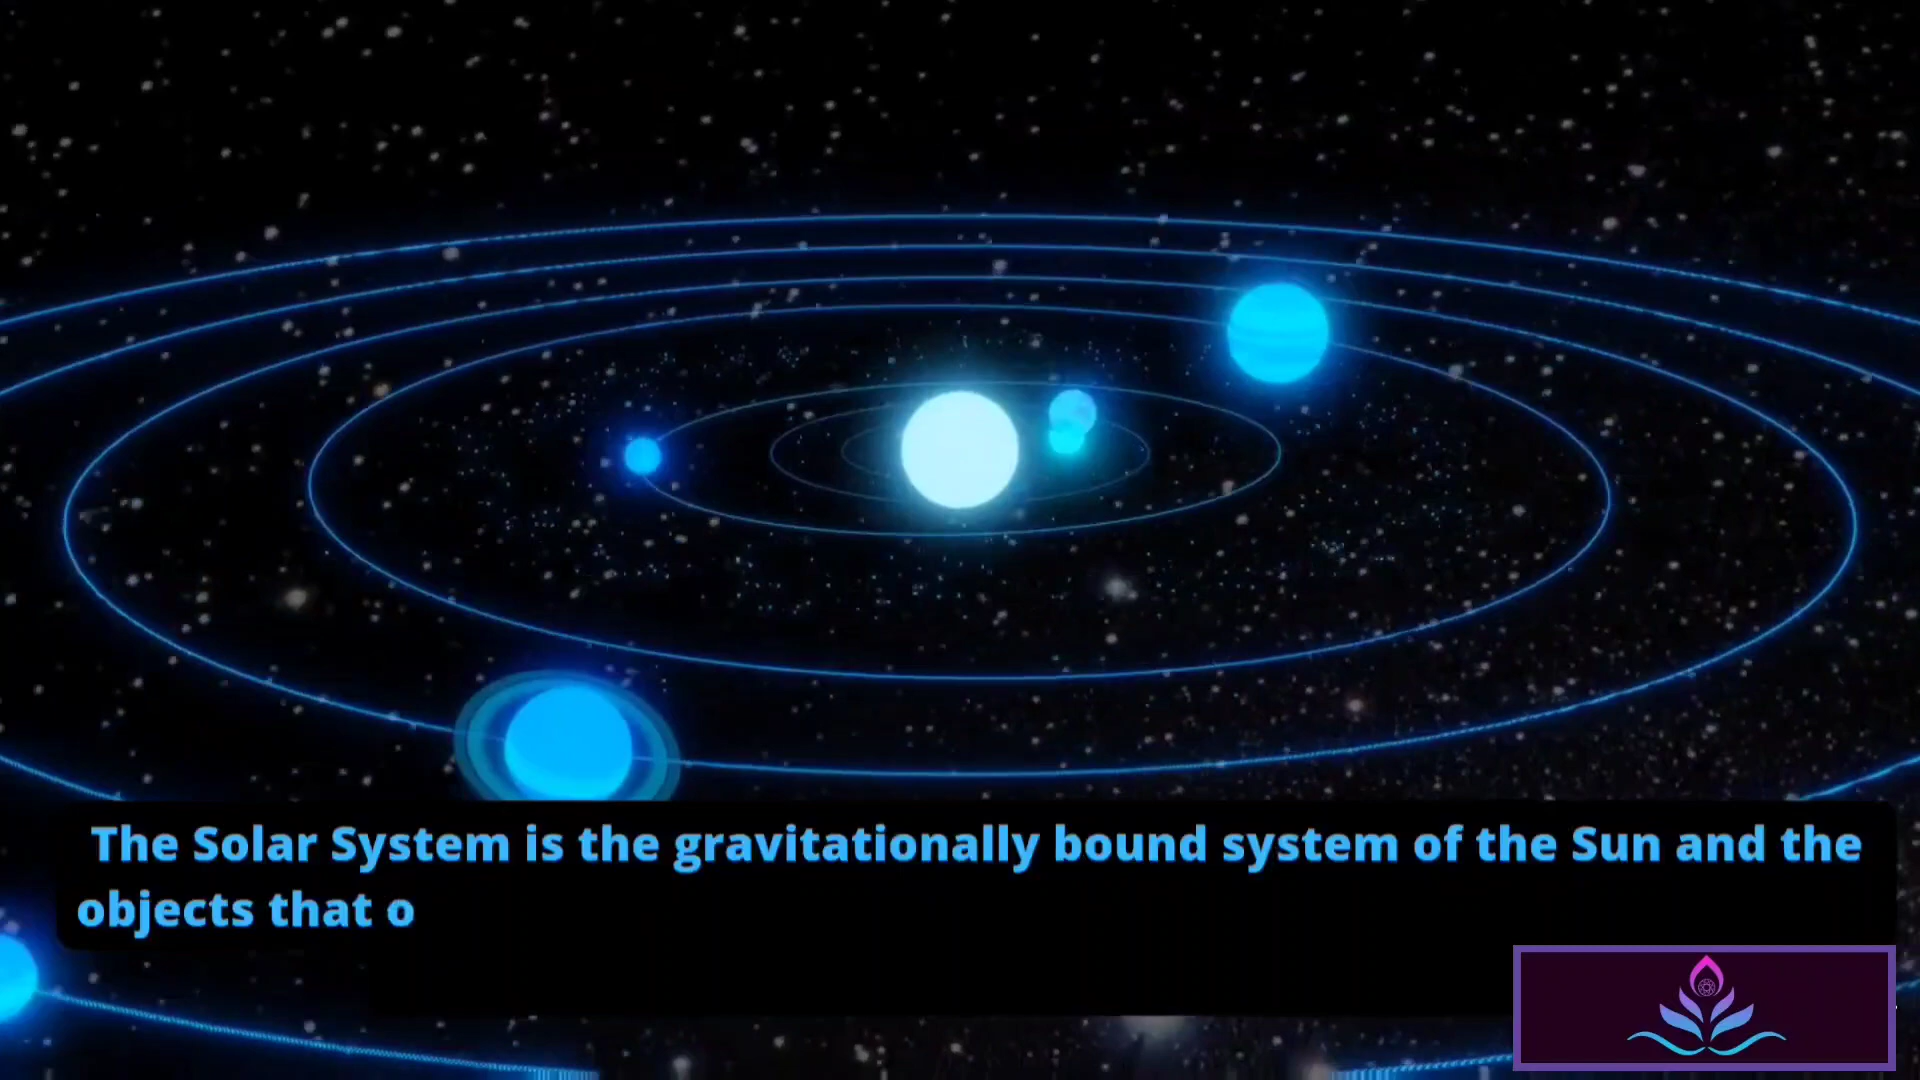 The Solar System is the gravitationally bound system of the Sun and the
objects that o